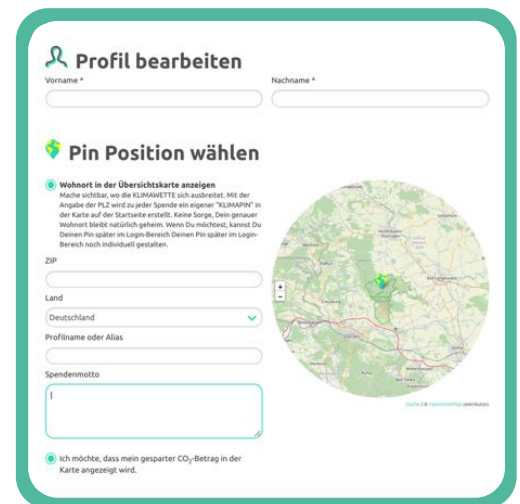 Profil bearbeiten
Vorname * Nachname *
Pin Position wählen
Wohnort in der Übersichtskarte anzeigen
Mache sichtbar, wo die KLIMAWETTE sich ausbreitet. Mit der
Angabe der PLZ wird zu jeder Spende ein eigener "KLIMAPIN" in
der Karte auf der Startseite erstellt. Keine Sorge, Dein genauer
Wohnort bleibt natürlich geheim. Wenn Du möchtest, kannst Du
Deinen Pin später im Login-Bereich Deinen Pin später im Login-
Bereich noch individuell gestalten.
ZIP
+
−
Land
Deutschland
Profilname oder Alias
Spendenmotto
Leaflet | © OpenStreetMap contributors
Ich möchte, dass mein gesparter CO₂-Betrag in der
Karte angezeigt wird.